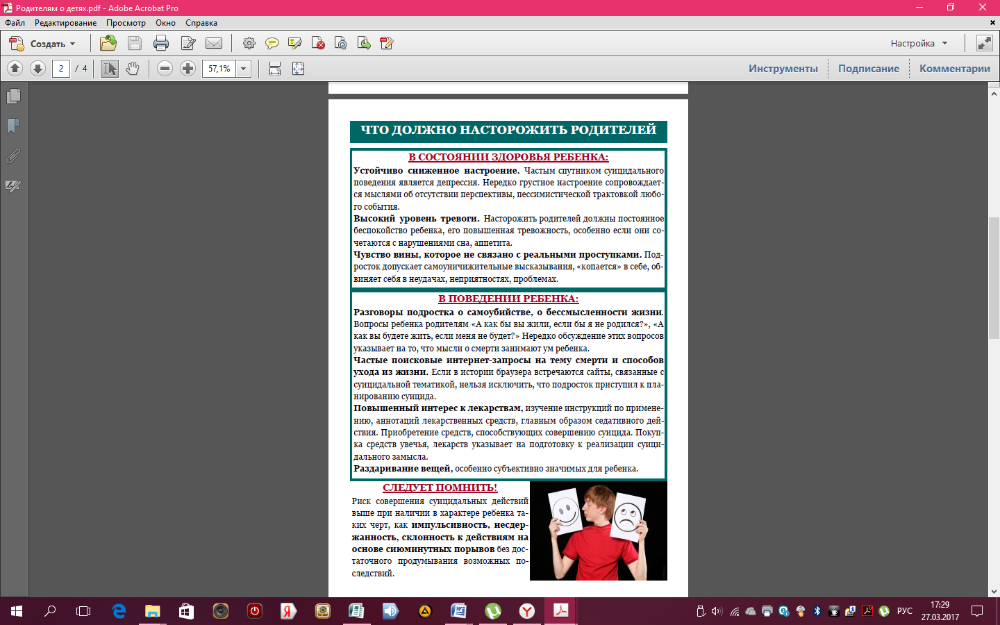 Родителям о детях.pdf - Adobe Acrobat Pro
Файл Редактирование Просмотр Окно Справка
Создать Настройка
2 / 4 57,1% Инструменты Подписание Комментарии
ЧТО ДОЛЖНО НАСТОРОЖИТЬ РОДИТЕЛЕЙ
В СОСТОЯНИИ ЗДОРОВЬЯ РЕБЕНКА:
Устойчиво сниженное настроение. Частым спутником суицидального
поведения является депрессия. Нередко грустное настроение сопровождает-
ся мыслями об отсутствии перспективы, пессимистической трактовкой любо-
го события.
Высокий уровень тревоги. Насторожить родителей должны постоянное
беспокойство ребенка, его повышенная тревожность, особенно если они со-
четаются с нарушениями сна, аппетита.
Чувство вины, которое не связано с реальными проступками. Под-
росток допускает самоуничижительные высказывания, «копается» в себе, об-
виняет себя в неудачах, неприятностях, проблемах.
В ПОВЕДЕНИИ РЕБЕНКА:
Разговоры подростка о самоубийстве, о бессмысленности жизни.
Вопросы ребенка родителям «А как бы вы жили, если бы я не родился?», «А
как вы будете жить, если меня не будет?» Нередко обсуждение этих вопросов
указывает на то, что мысли о смерти занимают ум ребенка.
Частые поисковые интернет-запросы на тему смерти и способов
ухода из жизни. Если в истории браузера встречаются сайты, связанные с
суицидальной тематикой, нельзя исключить, что подросток приступил к пла-
нированию суицида.
Повышенный интерес к лекарствам, изучение инструкций по примене-
нию, аннотаций лекарственных средств, главным образом седативного дей-
ствия. Приобретение средств, способствующих совершению суицида. Покуп-
ка средств увечья, лекарств указывает на подготовку к реализации суици-
дального замысла.
Раздаривание вещей, особенно субъективно значимых для ребенка.
СЛЕДУЕТ ПОМНИТЬ!
Риск совершения суицидальных действий
выше при наличии в характере ребенка та-
ких черт, как импульсивность, несдер-
жанность, склонность к действиям на
основе сиюминутных порывов без дос-
таточного продумывания возможных по-
следствий.
РУС
17:29
27.03.2017